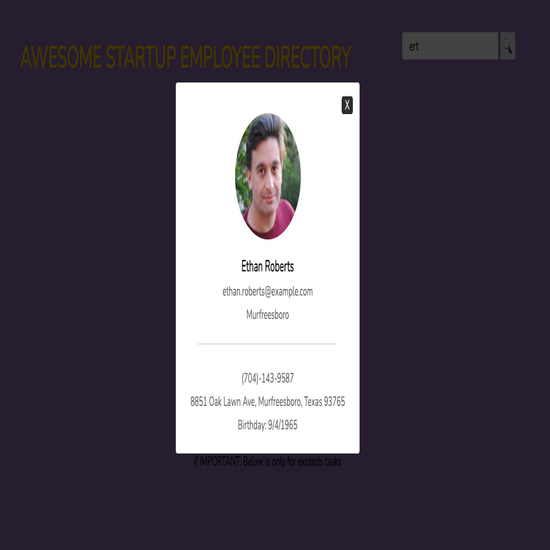 AWESOME STARTUP EMPLOYEE DIRECTORY
ert
X
Ethan Roberts
ethan.roberts@example.com
Murfreesboro
(704)-143-9587
8851 Oak Lawn Ave, Murfreesboro, Texas 93765
Birthday: 9/4/1965
// IMPORTANT: Below is only for exceeds tasks